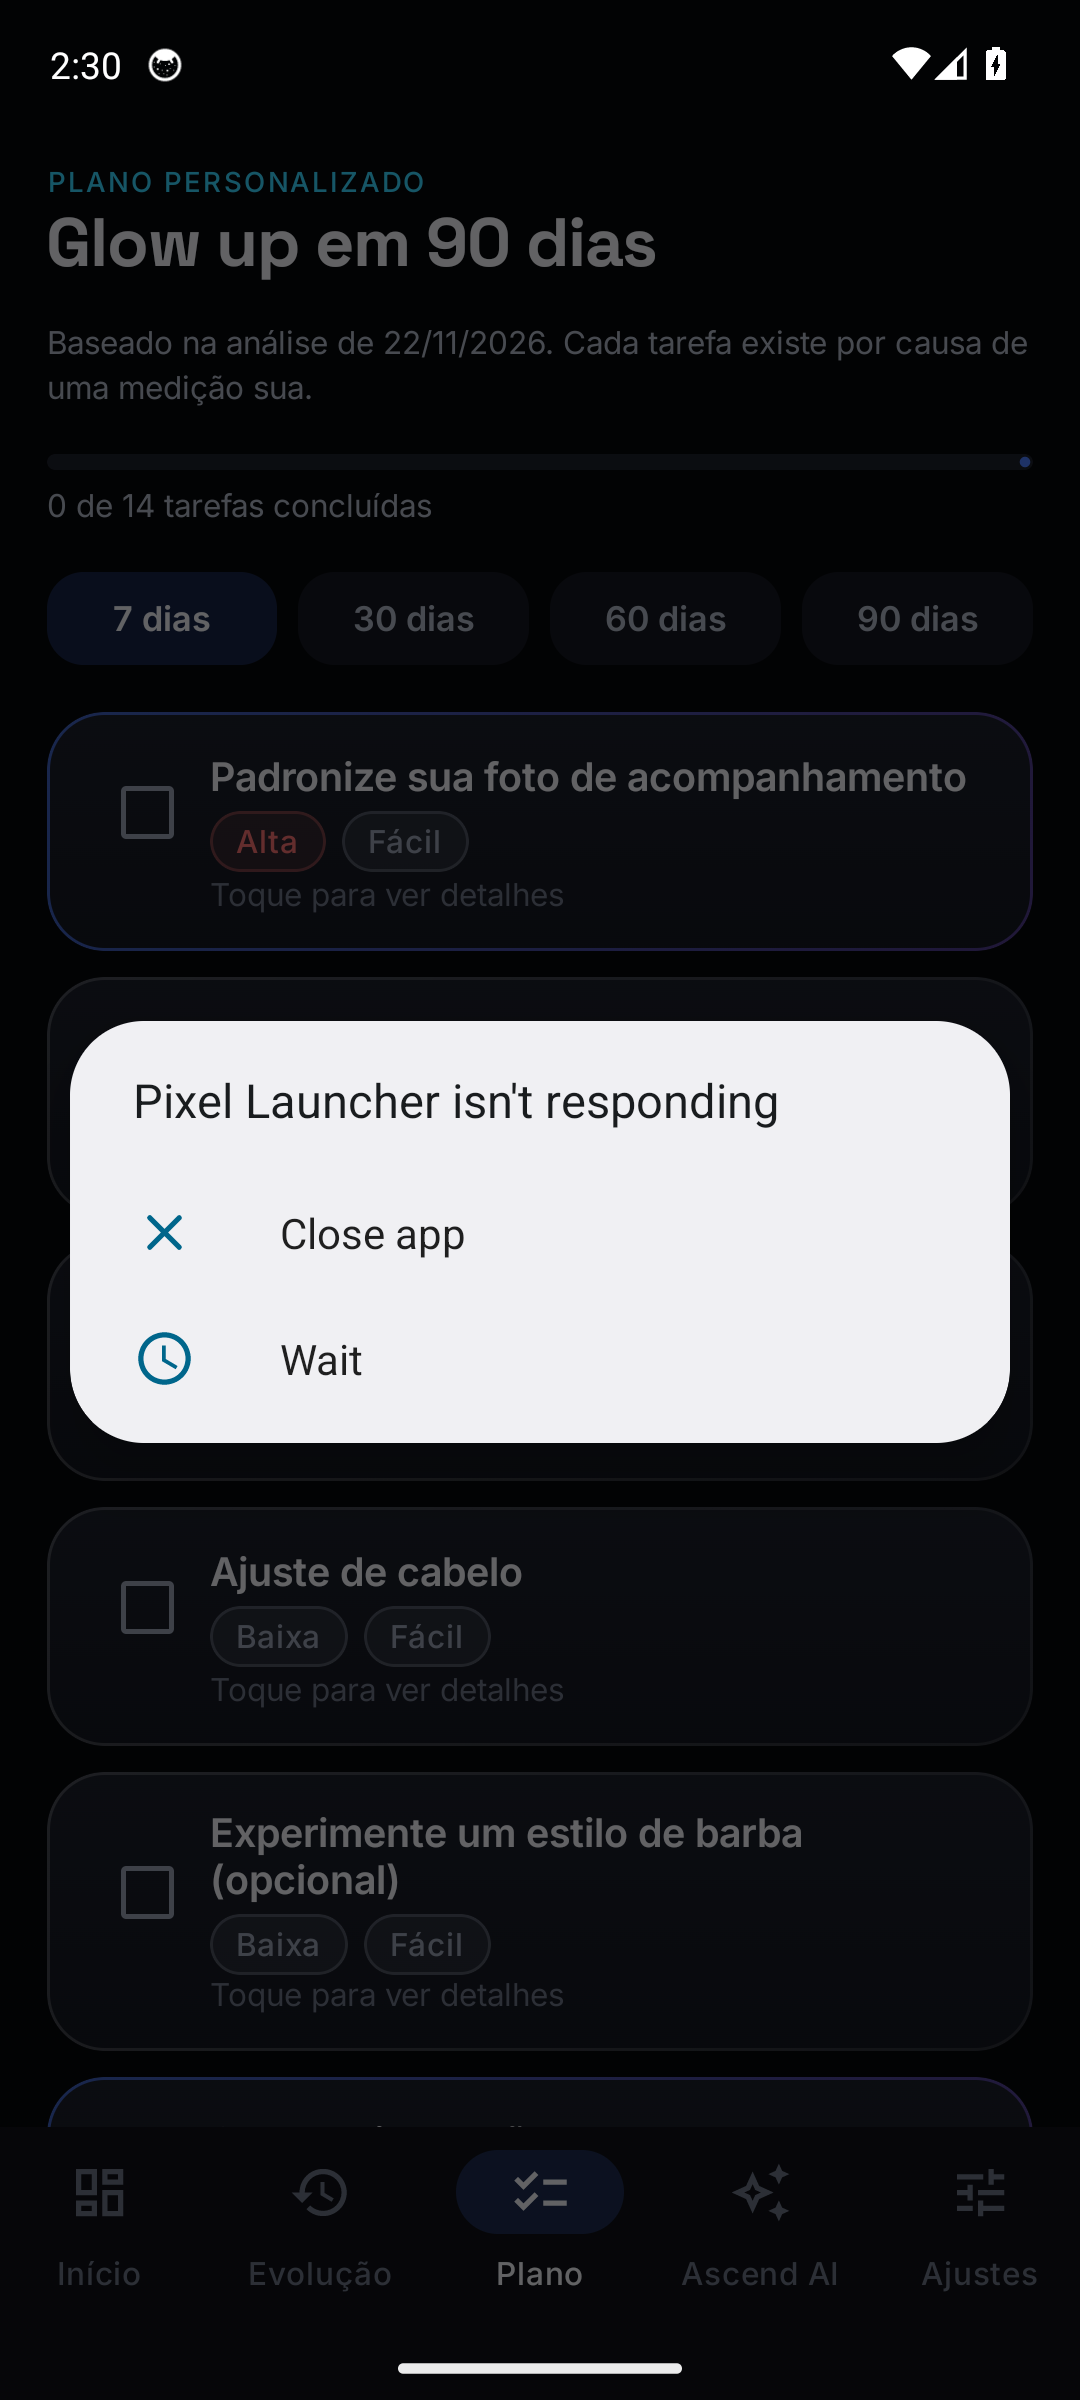 2:30
PLANO PERSONALIZADO
Glow up em 90 dias
Baseado na análise de 22/11/2026. Cada tarefa existe por causa de
uma medição sua.
0 de 14 tarefas concluídas
7 dias
30 dias
60 dias
90 dias
Padronize sua foto de acompanhamento
Alta
Fácil
Toque para ver detalhes
Pixel Launcher isn't responding
Close app
Wait
Ajuste de cabelo
Baixa
Fácil
Toque para ver detalhes
Experimente um estilo de barba
(opcional)
Baixa
Fácil
Toque para ver detalhes
Início
Evolução
Plano
Ascend AI
Ajustes